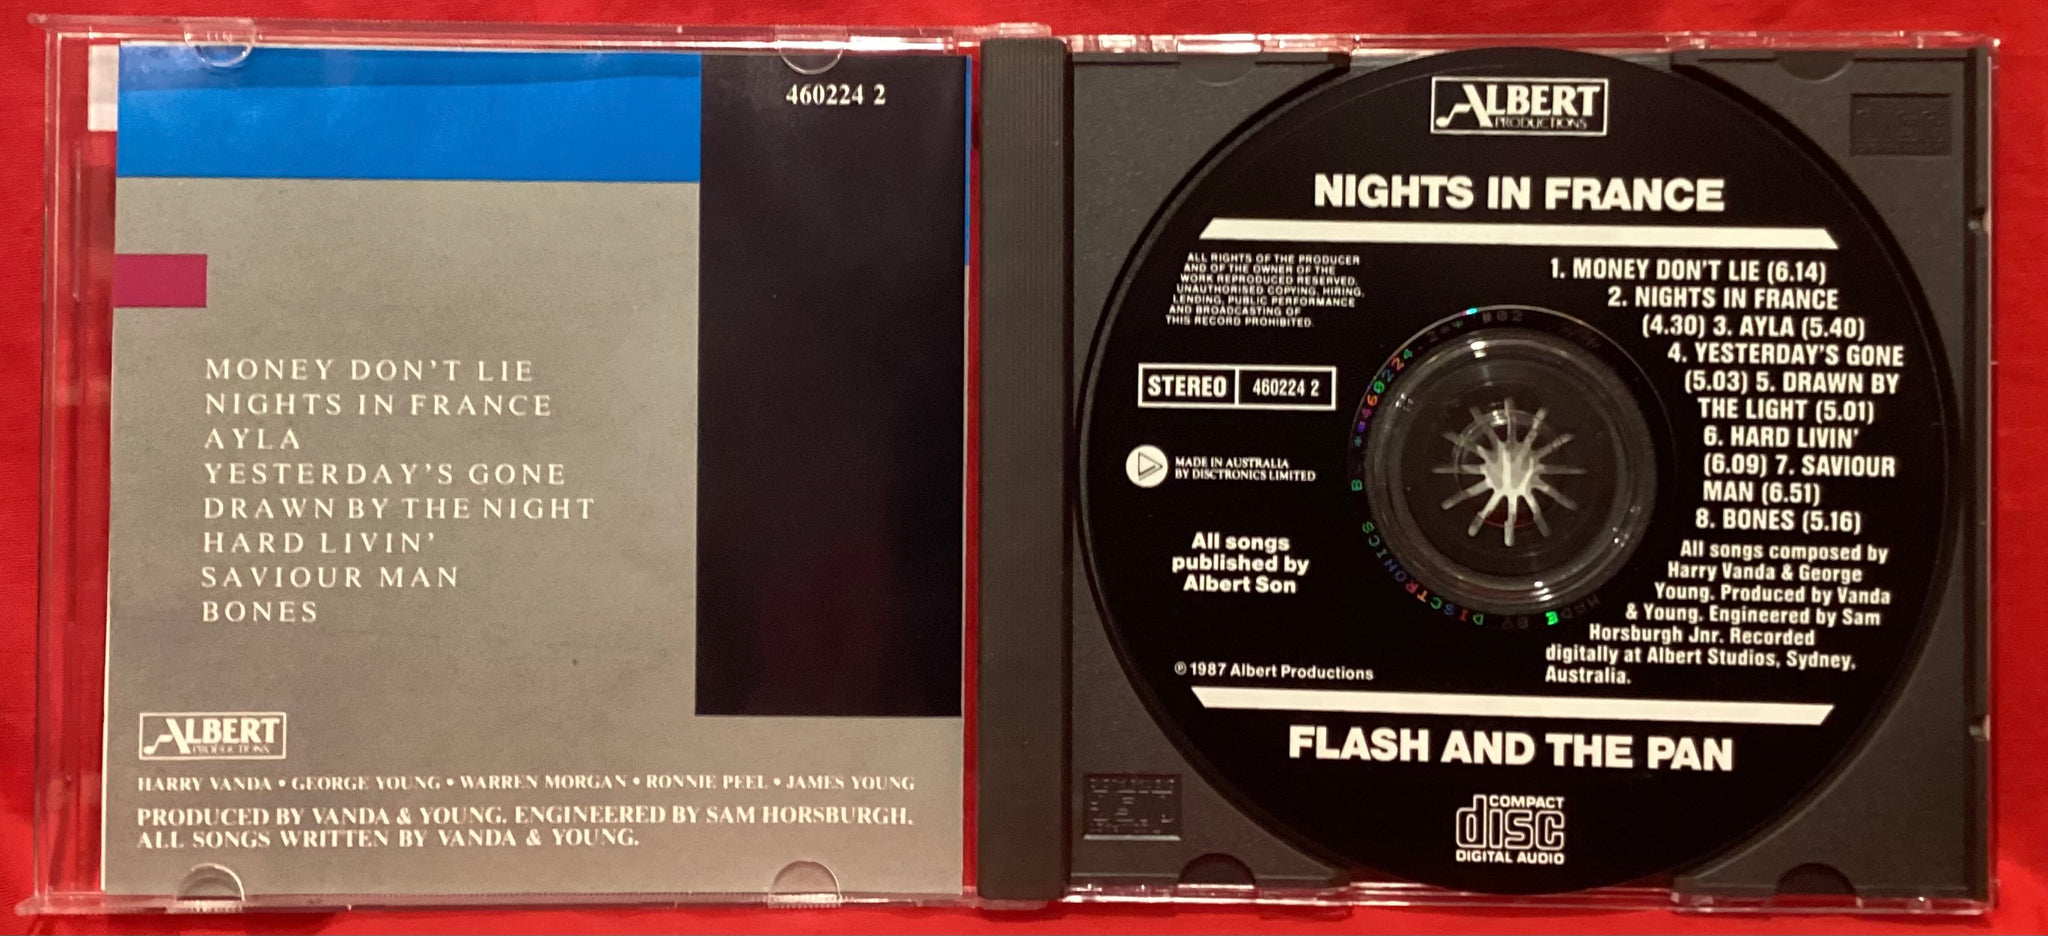 460224 2
MONEY DON'T LIE
NIGHTS IN FRANCE
AYLA
YESTERDAY'S GONE
DRAWN BY THE NIGHT
HARD LIVIN'
SAVIOUR MAN
BONES
ALBERT
PRODUCTIONS
HARRY VANDA • GEORGE YOUNG • WARREN MORGAN • RONNIE PEEL • JAMES YOUNG
PRODUCED BY VANDA & YOUNG. ENGINEERED BY SAM HORSBURGH.
ALL SONGS WRITTEN BY VANDA & YOUNG.
ALBERT
PRODUCTIONS
NIGHTS IN FRANCE
ALL RIGHTS OF THE PRODUCER
AND OF THE OWNER OF THE
WORK REPRODUCED RESERVED.
UNAUTHORISED COPYING, HIRING,
LENDING, PUBLIC PERFORMANCE
AND BROADCASTING OF
THIS RECORD PROHIBITED.
STEREO 460224 2
MADE IN AUSTRALIA
BY DISCTRONICS LIMITED
All songs
published by
Albert Son
℗ 1987 Albert Productions
1. MONEY DON'T LIE (6.14)
2. NIGHTS IN FRANCE
(4.30) 3. AYLA (5.40)
4. YESTERDAY'S GONE
(5.03) 5. DRAWN BY
THE LIGHT (5.01)
6. HARD LIVIN'
(6.09) 7. SAVIOUR
MAN (6.51)
8. BONES (5.16)
All songs composed by
Harry Vanda & George
Young. Produced by Vanda
& Young. Engineered by Sam
Horsburgh Jnr. Recorded
digitally at Albert Studios, Sydney,
Australia.
MADE BY DISCTRONICS
460224-2**
FLASH AND THE PAN
COMPACT
disc
DIGITAL AUDIO